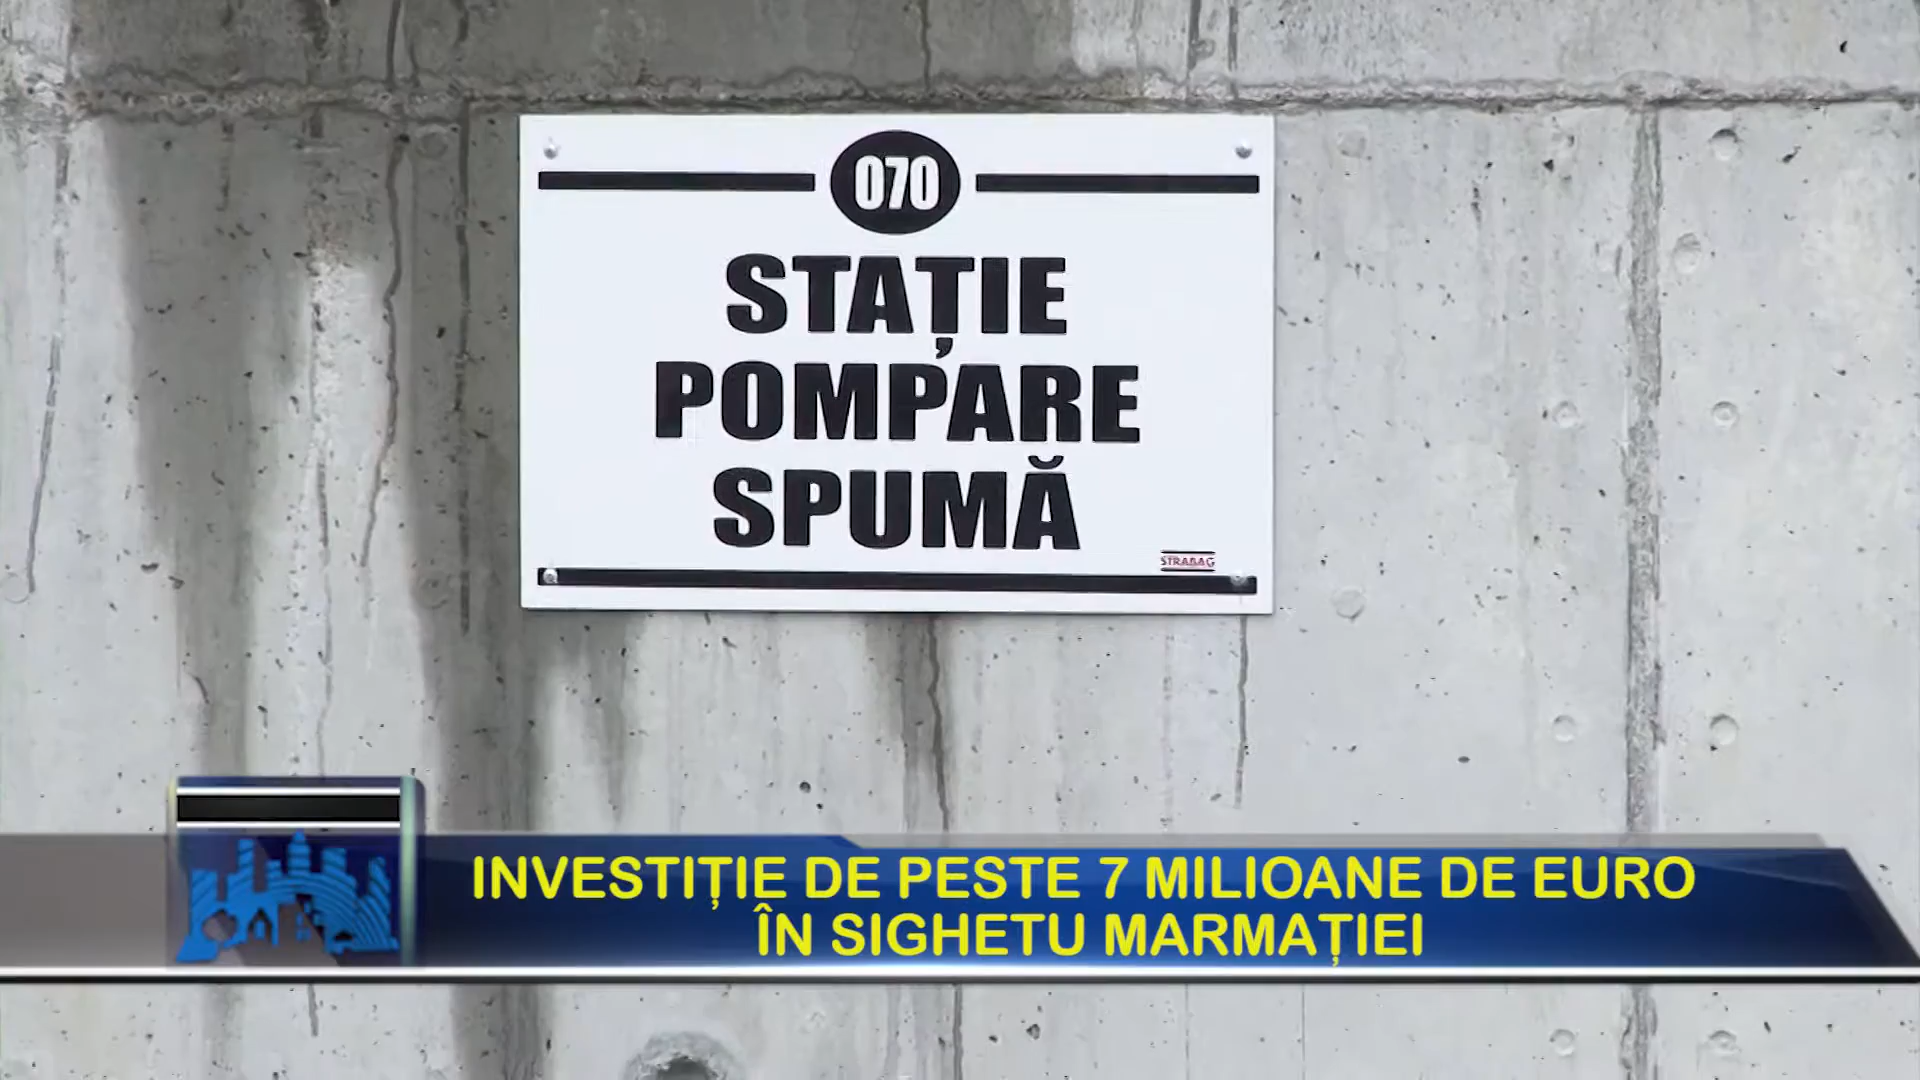 070
STAȚIE
POMPARE
SPUMĂ
STRABAG
INVESTIȚIE DE PESTE 7 MILIOANE DE EURO
ÎN SIGHETU MARMAȚIEI